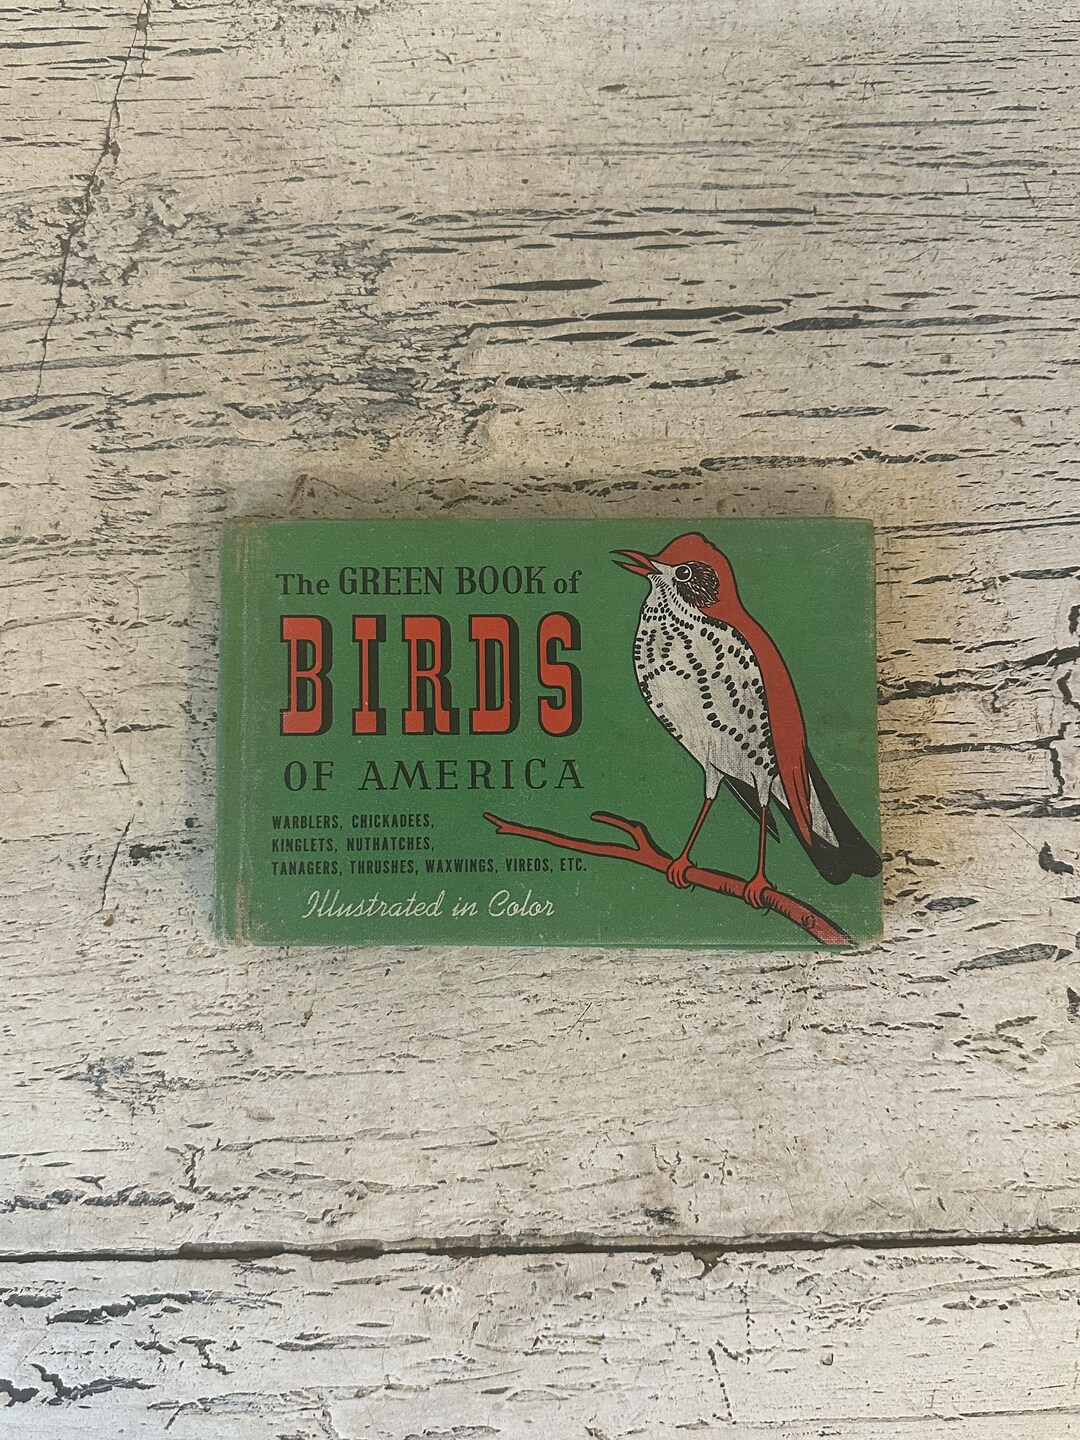 The GREEN BOOK of
BIRDS
OF AMERICA
WARBLERS, CHICKADEES,
KINGLETS, NUTHATCHES,
TANAGERS, THRUSHES, WAXWINGS, VIREOS, ETC.
Illustrated in Color